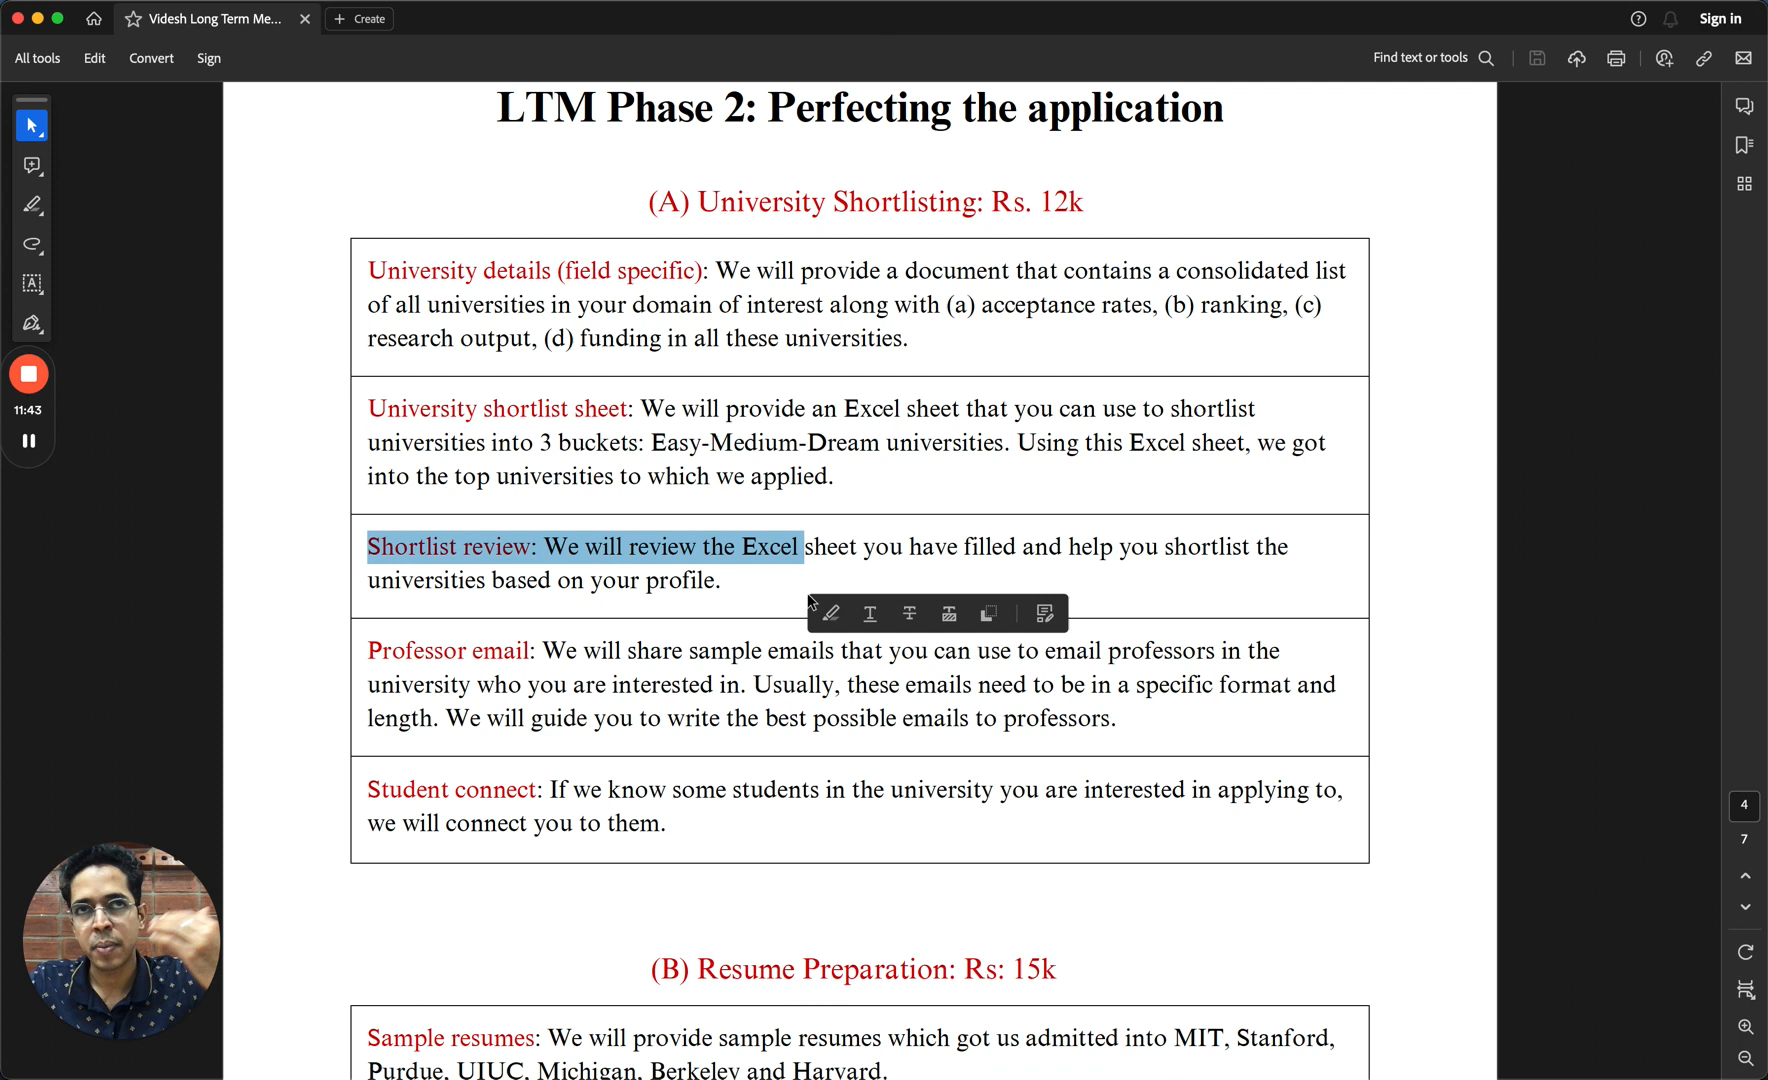 Videsh Long Term Me...
Create
Sign in
All tools
Edit
Convert
Sign
Find text or tools
LTM Phase 2: Perfecting the application
(A) University Shortlisting: Rs. 12k
University details (field specific): We will provide a document that contains a consolidated list
of all universities in your domain of interest along with (a) acceptance rates, (b) ranking, (c)
research output, (d) funding in all these universities.
University shortlist sheet: We will provide an Excel sheet that you can use to shortlist
universities into 3 buckets: Easy-Medium-Dream universities. Using this Excel sheet, we got
into the top universities to which we applied.
Shortlist review: We will review the Excel sheet you have filled and help you shortlist the
universities based on your profile.
Professor email: We will share sample emails that you can use to email professors in the
university who you are interested in. Usually, these emails need to be in a specific format and
length. We will guide you to write the best possible emails to professors.
Student connect: If we know some students in the university you are interested in applying to,
we will connect you to them.
(B) Resume Preparation: Rs: 15k
Sample resumes: We will provide sample resumes which got us admitted into MIT, Stanford,
Purdue, UIUC, Michigan, Berkeley and Harvard.
11:43
4
7